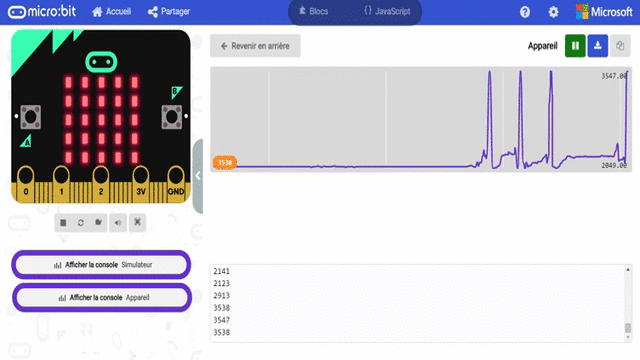 micro:bit
Accueil
Partager
Blocs
{} JavaScript
?
Microsoft
Revenir en arrière
Appareil
B
A
0
1
2
3V
GND
3547.00
3538
2049.00
Afficher la console Simulateur
Afficher la console Appareil
2141
2123
2913
3538
3547
3538